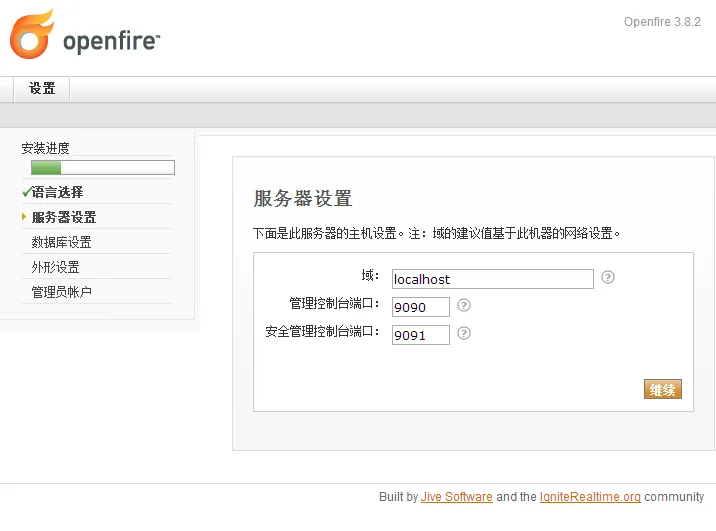 openfire™
Openfire 3.8.2
设置
安装进度
语言选择
服务器设置
数据库设置
外形设置
管理员帐户
服务器设置
下面是此服务器的主机设置。注：域的建议值基于此机器的网络设置。
域： localhost ?
管理控制台端口： 9090 ?
安全管理控制台端口： 9091 ?
继续
Built by Jive Software and the IgniteRealtime.org community